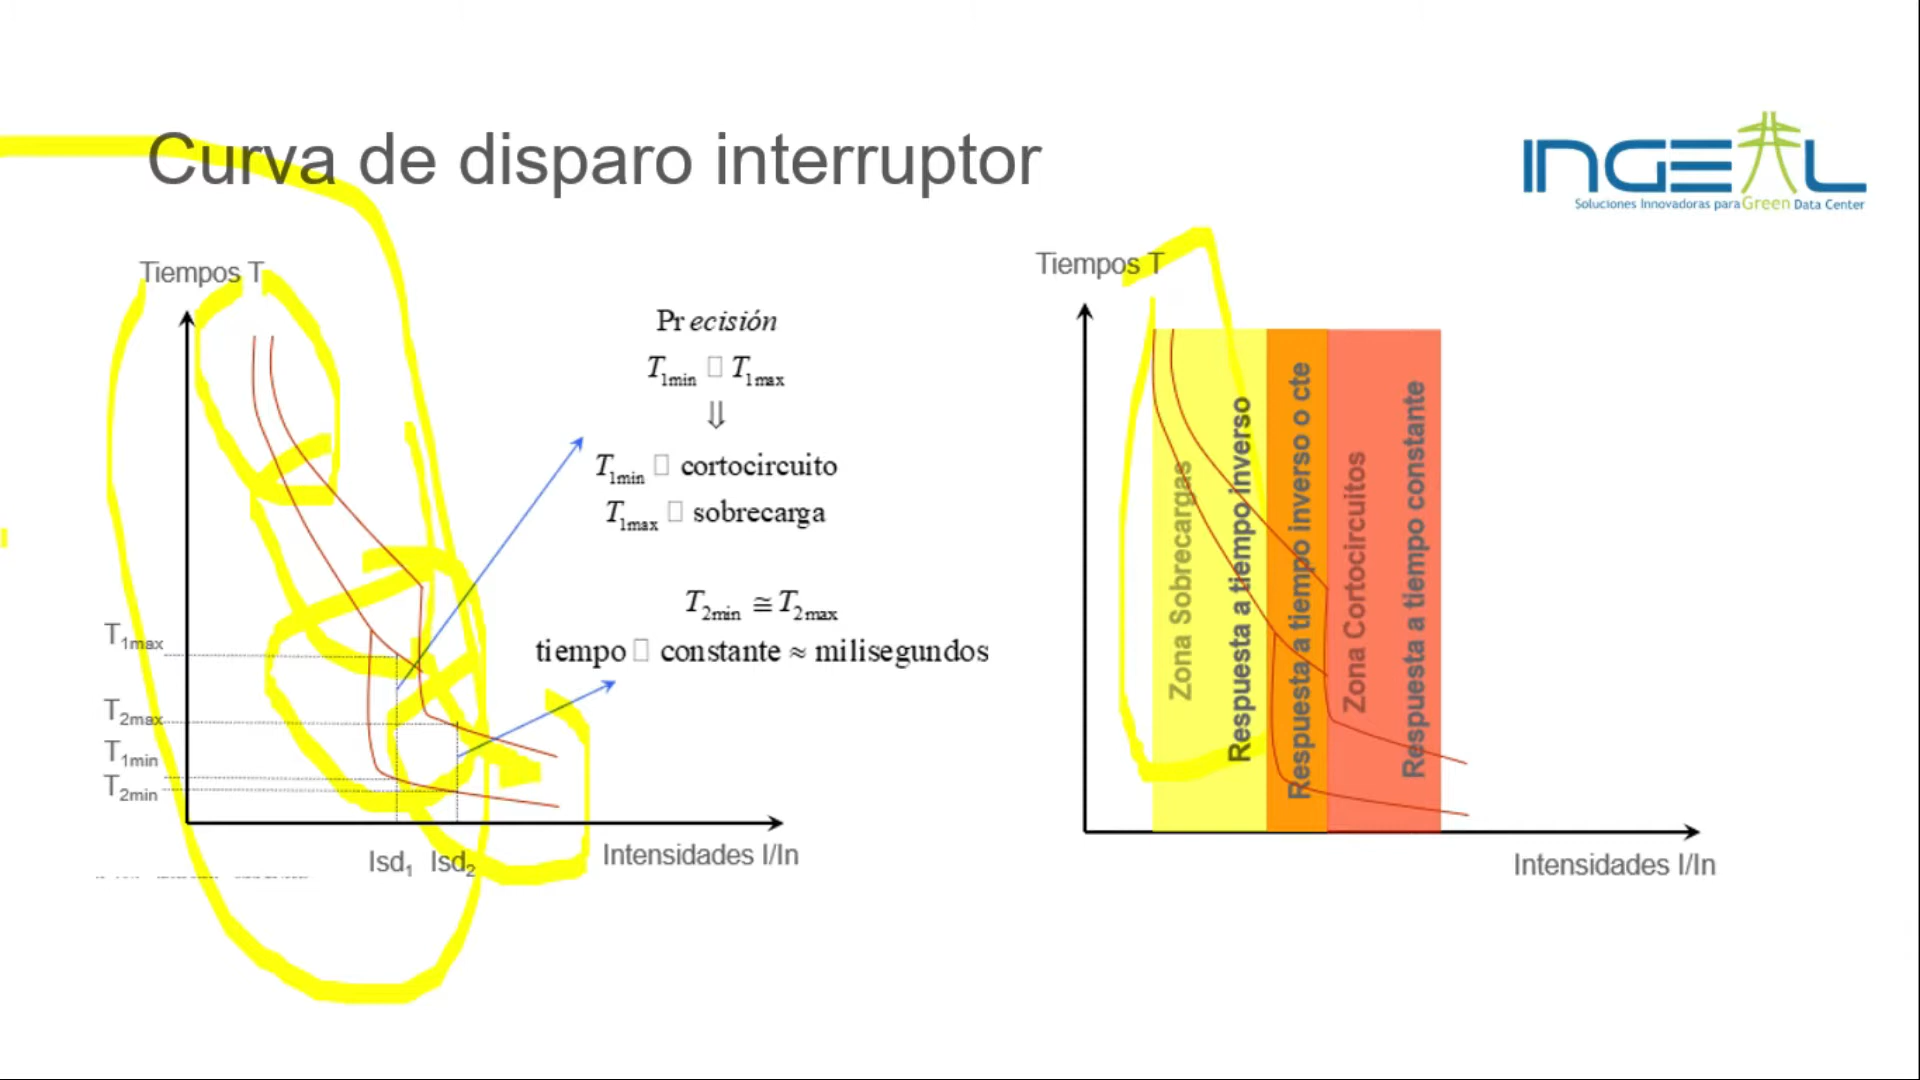 Curva de disparo interruptor
INGEAL
Soluciones Innovadoras para Green Data Center
Tiempos T
Precisión
T1min □ T1max
⇓
T1min □ cortocircuito
T1max □ sobrecarga
T2min ≅ T2max
tiempo □ constante ≈ milisegundos
T1max
T2max
T1min
T2min
Isd1 Isd2
Intensidades I/In
Tiempos T
Zona Sobrecargas
Respuesta a tiempo inverso
Respuesta a tiempo inverso o cte
Zona Cortocircuitos
Respuesta a tiempo constante
Intensidades I/In